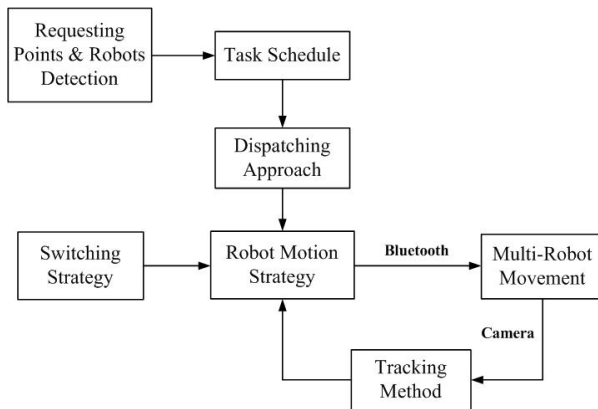 Requesting
Points & Robots
Detection
Task Schedule
Dispatching
Approach
Switching
Strategy
Robot Motion
Strategy
Bluetooth
Multi-Robot
Movement
Camera
Tracking
Method